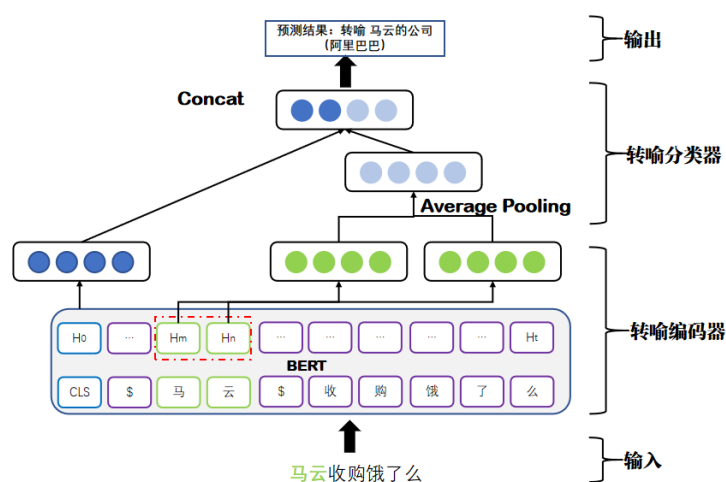 预测结果：转喻 马云的公司
(阿里巴巴)
输出
Concat
转喻分类器
Average Pooling
转喻编码器
H0 … Hm Hn … … … … … Ht
BERT
CLS $ 马 云 $ 收 购 饿 了 么
输入
马云收购饿了么